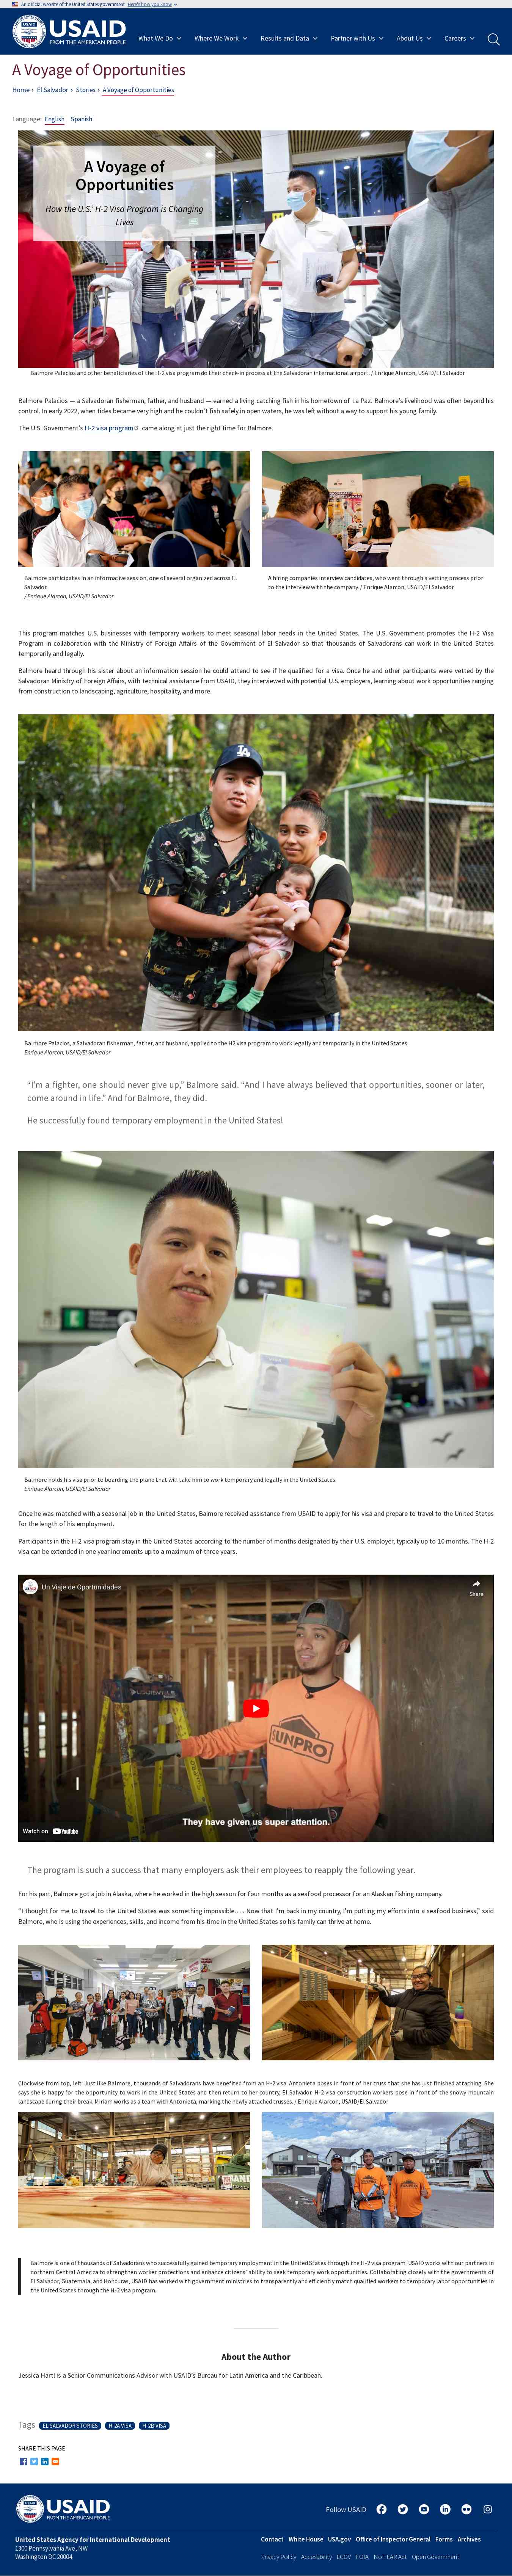 An official website of the United States government Here's how you know
USAID
FROM THE AMERICAN PEOPLE
What We Do
Where We Work
Results and Data
Partner with Us
About Us
Careers
A Voyage of Opportunities
Home › El Salvador › Stories › A Voyage of Opportunities
Language: English Spanish
A Voyage of
Opportunities
How the U.S.' H-2 Visa Program is Changing
Lives
Balmore Palacios and other beneficiaries of the H-2 visa program do their check-in process at the Salvadoran international airport. / Enrique Alarcon, USAID/El Salvador
Balmore Palacios — a Salvadoran fisherman, father, and husband — earned a living catching fish in his hometown of La Paz. Balmore's livelihood was often beyond his
control. In early 2022, when tides became very high and he couldn't fish safely in open waters, he was left without a way to support his young family.
The U.S. Government's H-2 visa program came along at just the right time for Balmore.
Balmore participates in an informative session, one of several organized across El
Salvador.
/ Enrique Alarcon, USAID/El Salvador
A hiring companies interview candidates, who went through a vetting process prior
to the interview with the company. / Enrique Alarcon, USAID/El Salvador
This program matches U.S. businesses with temporary workers to meet seasonal labor needs in the United States. The U.S. Government promotes the H-2 Visa
Program in collaboration with the Ministry of Foreign Affairs of the Government of El Salvador so that thousands of Salvadorans can work in the United States
temporarily and legally.
Balmore heard through his sister about an information session he could attend to see if he qualified for a visa. Once he and other participants were vetted by the
Salvadoran Ministry of Foreign Affairs, with technical assistance from USAID, they interviewed with potential U.S. employers, learning about work opportunities ranging
from construction to landscaping, agriculture, hospitality, and more.
LA
Balmore Palacios, a Salvadoran fisherman, father, and husband, applied to the H2 visa program to work legally and temporarily in the United States.
Enrique Alarcon, USAID/El Salvador
“I'm a fighter, one should never give up,” Balmore said. “And I have always believed that opportunities, sooner or later,
come around in life.” And for Balmore, they did.
He successfully found temporary employment in the United States!
Balmore holds his visa prior to boarding the plane that will take him to work temporary and legally in the United States.
Enrique Alarcon, USAID/El Salvador
Once he was matched with a seasonal job in the United States, Balmore received assistance from USAID to apply for his visa and prepare to travel to the United States
for the length of his employment.
Participants in the H-2 visa program stay in the United States according to the number of months designated by their U.S. employer, typically up to 10 months. The H-2
visa can be extended in one year increments up to a maximum of three years.
Un Viaje de Oportunidades
Share
SUNPRO
They have given us super attention.
Watch on YouTube
The program is such a success that many employers ask their employees to reapply the following year.
For his part, Balmore got a job in Alaska, where he worked in the high season for four months as a seafood processor for an Alaskan fishing company.
“I thought for me to travel to the United States was something impossible… . Now that I'm back in my country, I'm putting my efforts into a seafood business,” said
Balmore, who is using the experiences, skills, and income from his time in the United States so his family can thrive at home.
Clockwise from top, left: Just like Balmore, thousands of Salvadorans have benefited from an H-2 visa. Antonieta poses in front of her truss that she has just finished attaching. She
says she is happy for the opportunity to work in the United States and then return to her country, El Salvador. H-2 visa construction workers pose in front of the snowy mountain
landscape during their break. Miriam works as a team with Antonieta, marking the newly attached trusses. / Enrique Alarcon, USAID/El Salvador
Balmore is one of thousands of Salvadorans who successfully gained temporary employment in the United States through the H-2 visa program. USAID works with our partners in
northern Central America to strengthen worker protections and enhance citizens' ability to seek temporary work opportunities. Collaborating closely with the governments of
El Salvador, Guatemala, and Honduras, USAID has worked with government ministries to transparently and efficiently match qualified workers to temporary labor opportunities in
the United States through the H-2 visa program.
About the Author
Jessica Hartl is a Senior Communications Advisor with USAID's Bureau for Latin America and the Caribbean.
Tags EL SALVADOR STORIES H-2A VISA H-2B VISA
SHARE THIS PAGE
USAID
FROM THE AMERICAN PEOPLE
Follow USAID
United States Agency for International Development
1300 Pennsylvania Ave, NW
Washington DC 20004
Contact White House USA.gov Office of Inspector General Forms Archives
Privacy Policy Accessibility EGOV FOIA No FEAR Act Open Government